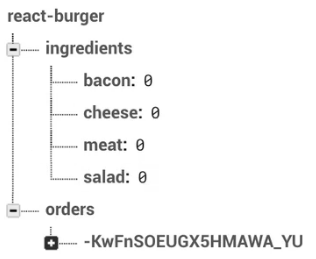 react-burger
ingredients
bacon: 0
cheese: 0
meat: 0
salad: 0
orders
-KwFnSOEUGX5HMAWA_YU